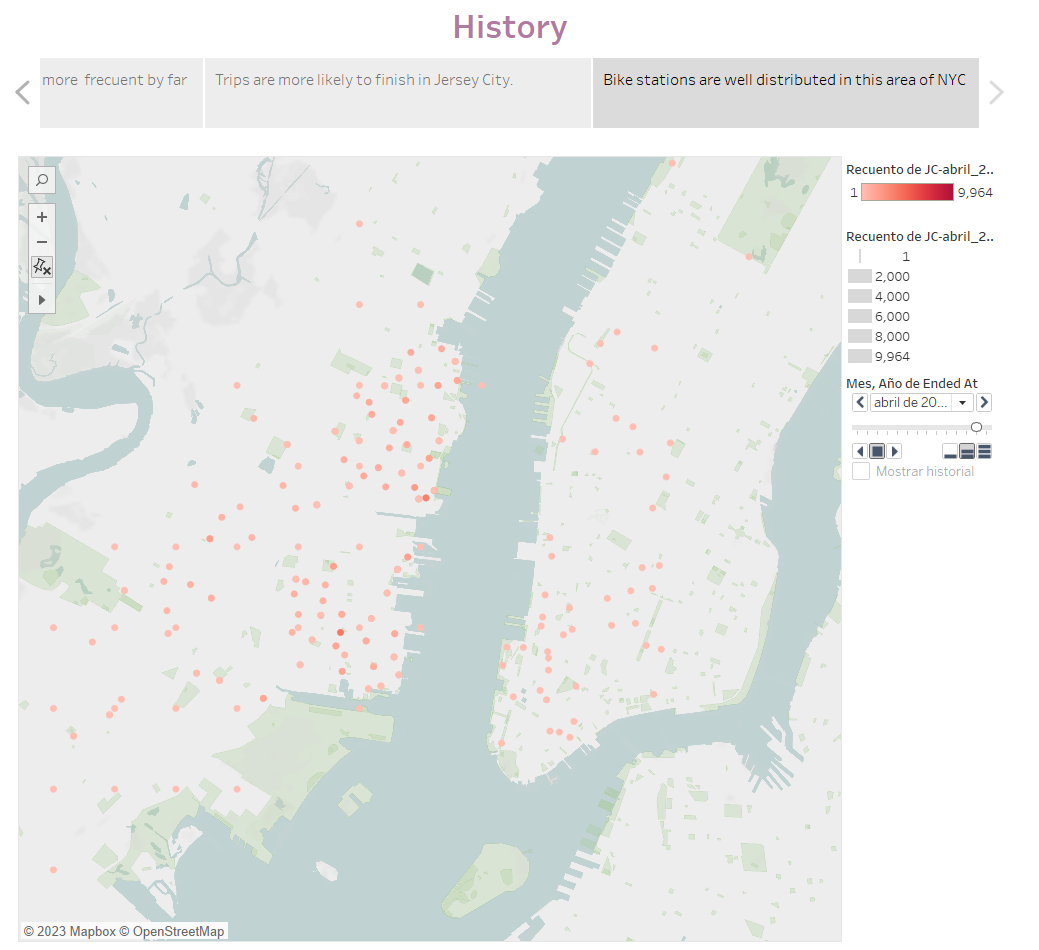 History
more  frecuent by far
Trips are more likely to finish in Jersey City.
Bike stations are well distributed in this area of NYC
Recuento de JC-abril_2..
1
9,964
Recuento de JC-abril_2..
1
2,000
4,000
6,000
8,000
9,964
Mes, Año de Ended At
abril de 20...
Mostrar historial
© 2023 Mapbox © OpenStreetMap